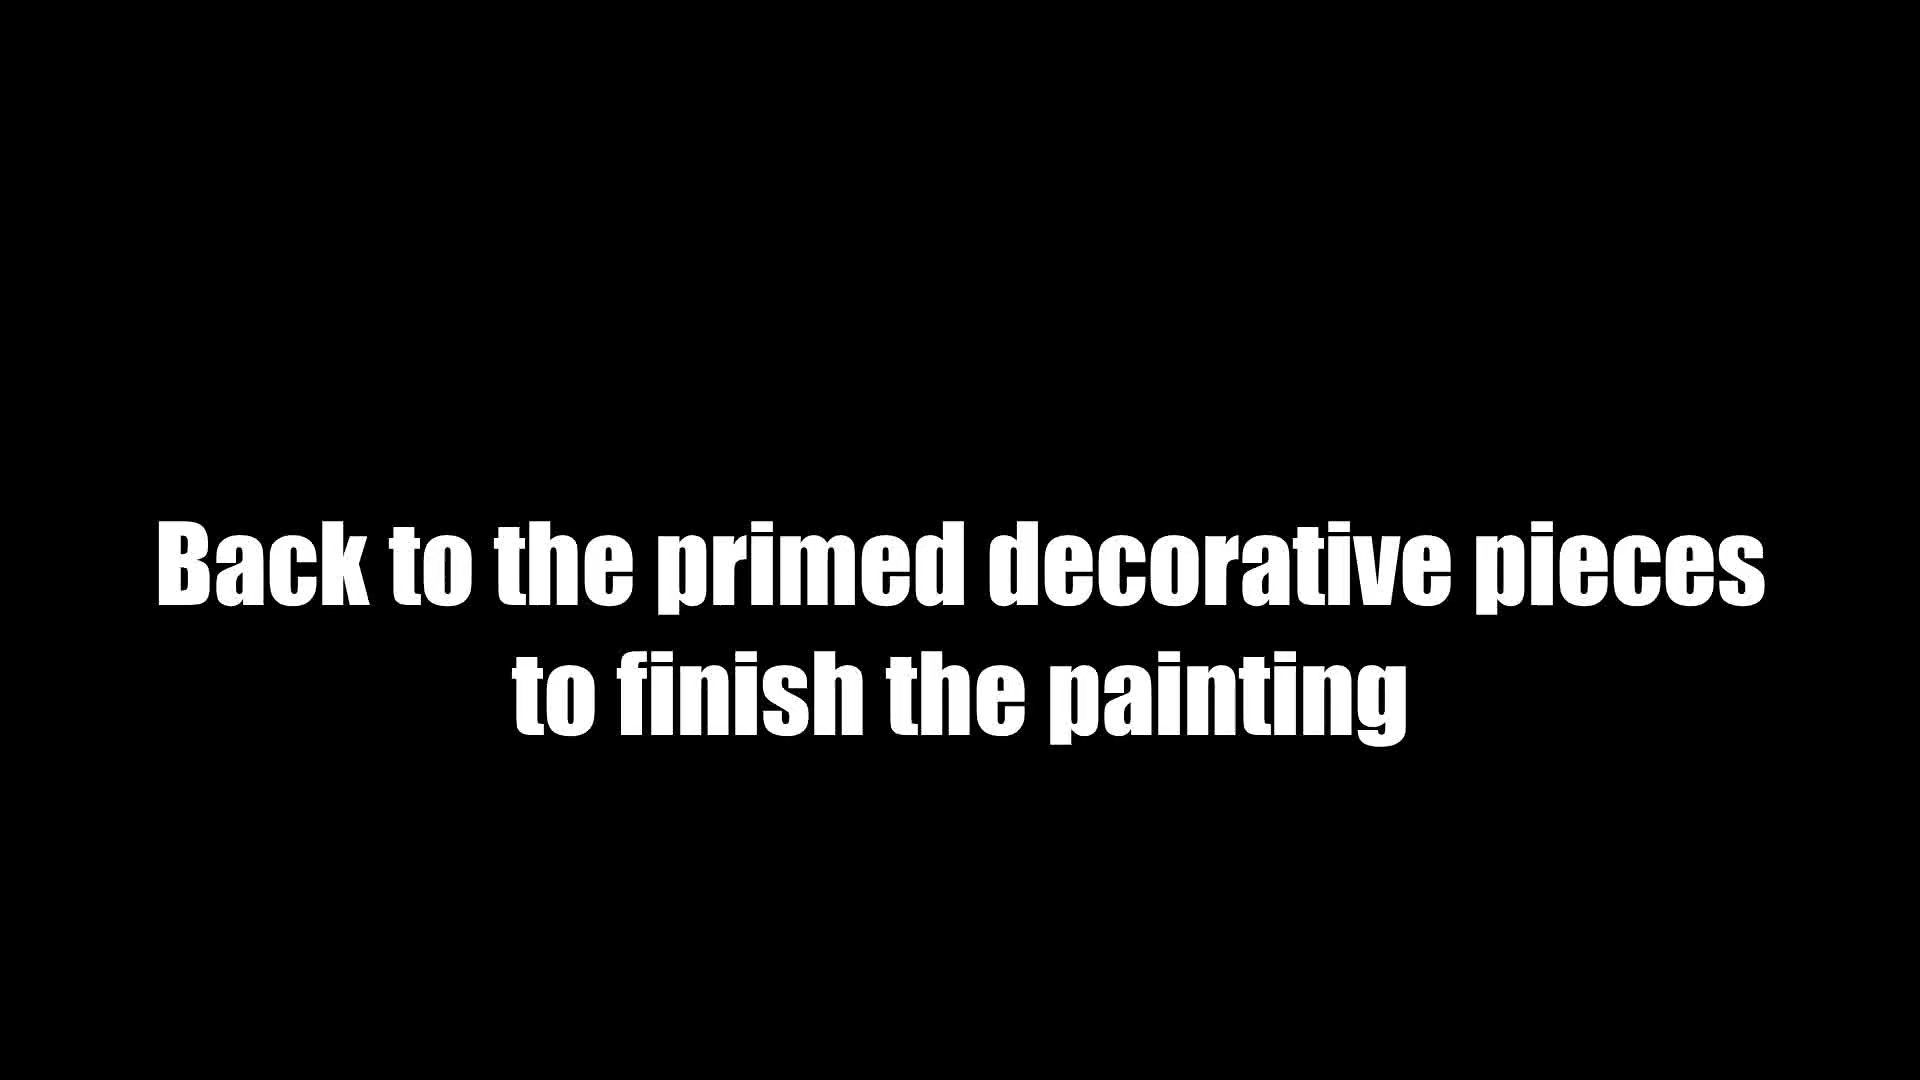 Back to the primed decorative pieces
to finish the painting